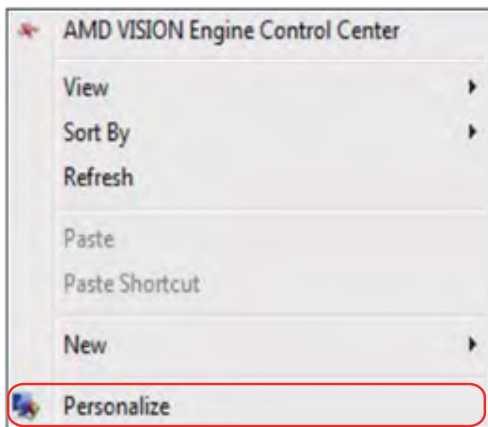 AMD VISION Engine Control Center
View
Sort By
Refresh
Paste
Paste Shortcut
New
Personalize